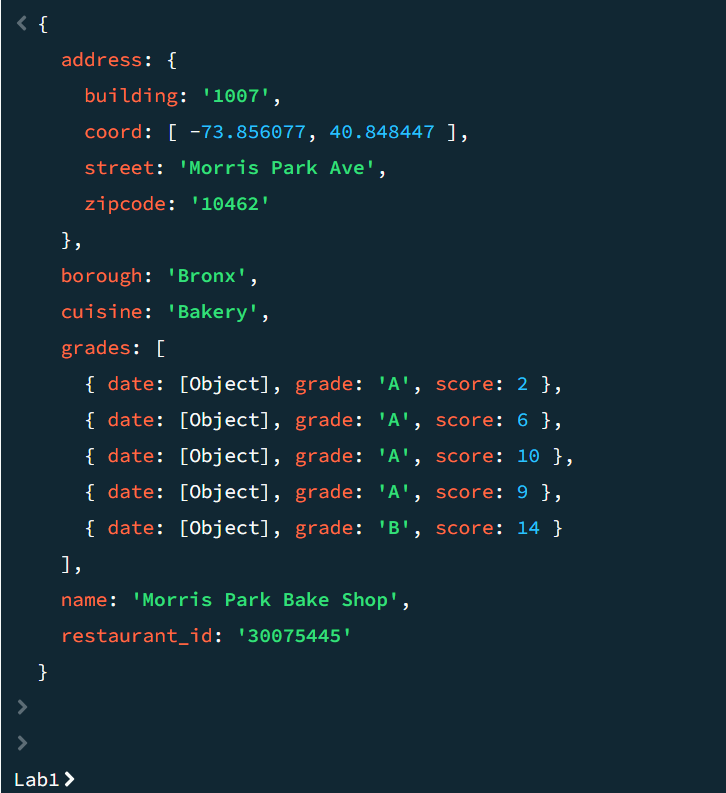 {
address: {
building: '1007',
coord: [ -73.856077, 40.848447 ],
street: 'Morris Park Ave',
zipcode: '10462'
},
borough: 'Bronx',
cuisine: 'Bakery',
grades: [
{ date: [Object], grade: 'A', score: 2 },
{ date: [Object], grade: 'A', score: 6 },
{ date: [Object], grade: 'A', score: 10 },
{ date: [Object], grade: 'A', score: 9 },
{ date: [Object], grade: 'B', score: 14 }
],
name: 'Morris Park Bake Shop',
restaurant_id: '30075445'
}
>
>
Lab1>